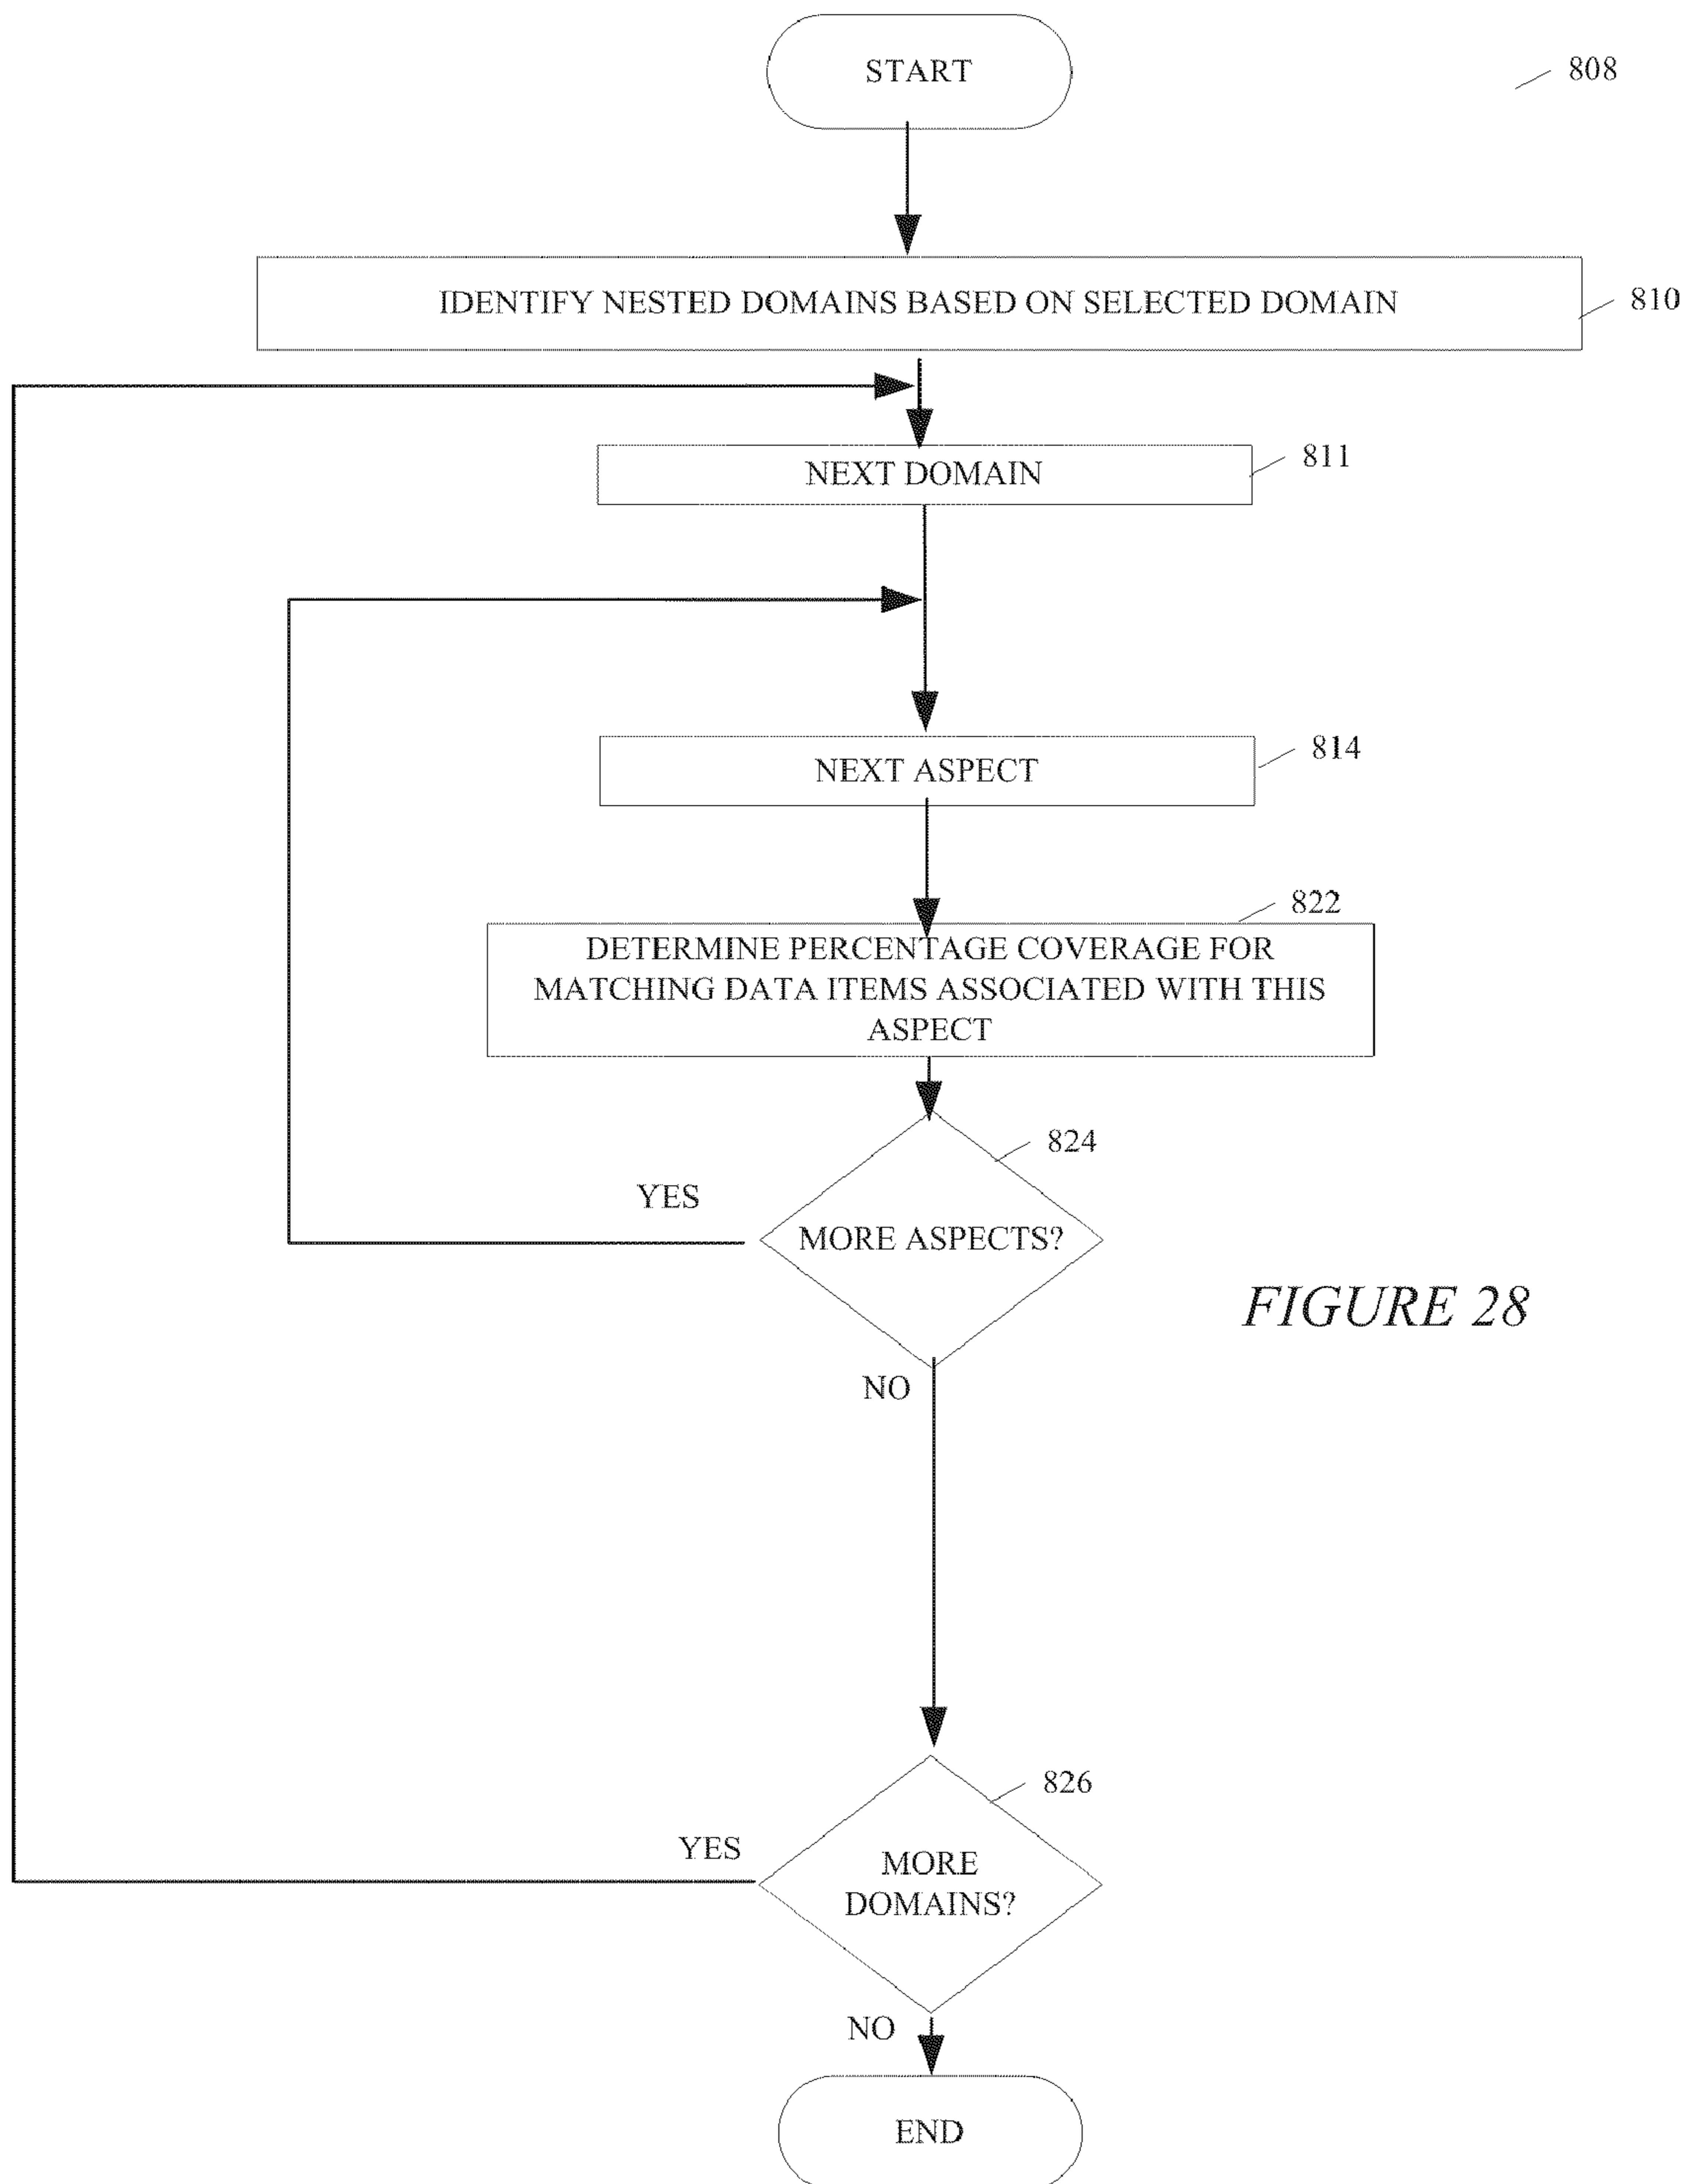 START
808
IDENTIFY NESTED DOMAINS BASED ON SELECTED DOMAIN
810
NEXT DOMAIN
811
NEXT ASPECT
814
822
DETERMINE PERCENTAGE COVERAGE FOR
MATCHING DATA ITEMS ASSOCIATED WITH THIS
ASPECT
824
YES
MORE ASPECTS?
FIGURE 28
NO
826
YES
MORE
DOMAINS?
NO
END